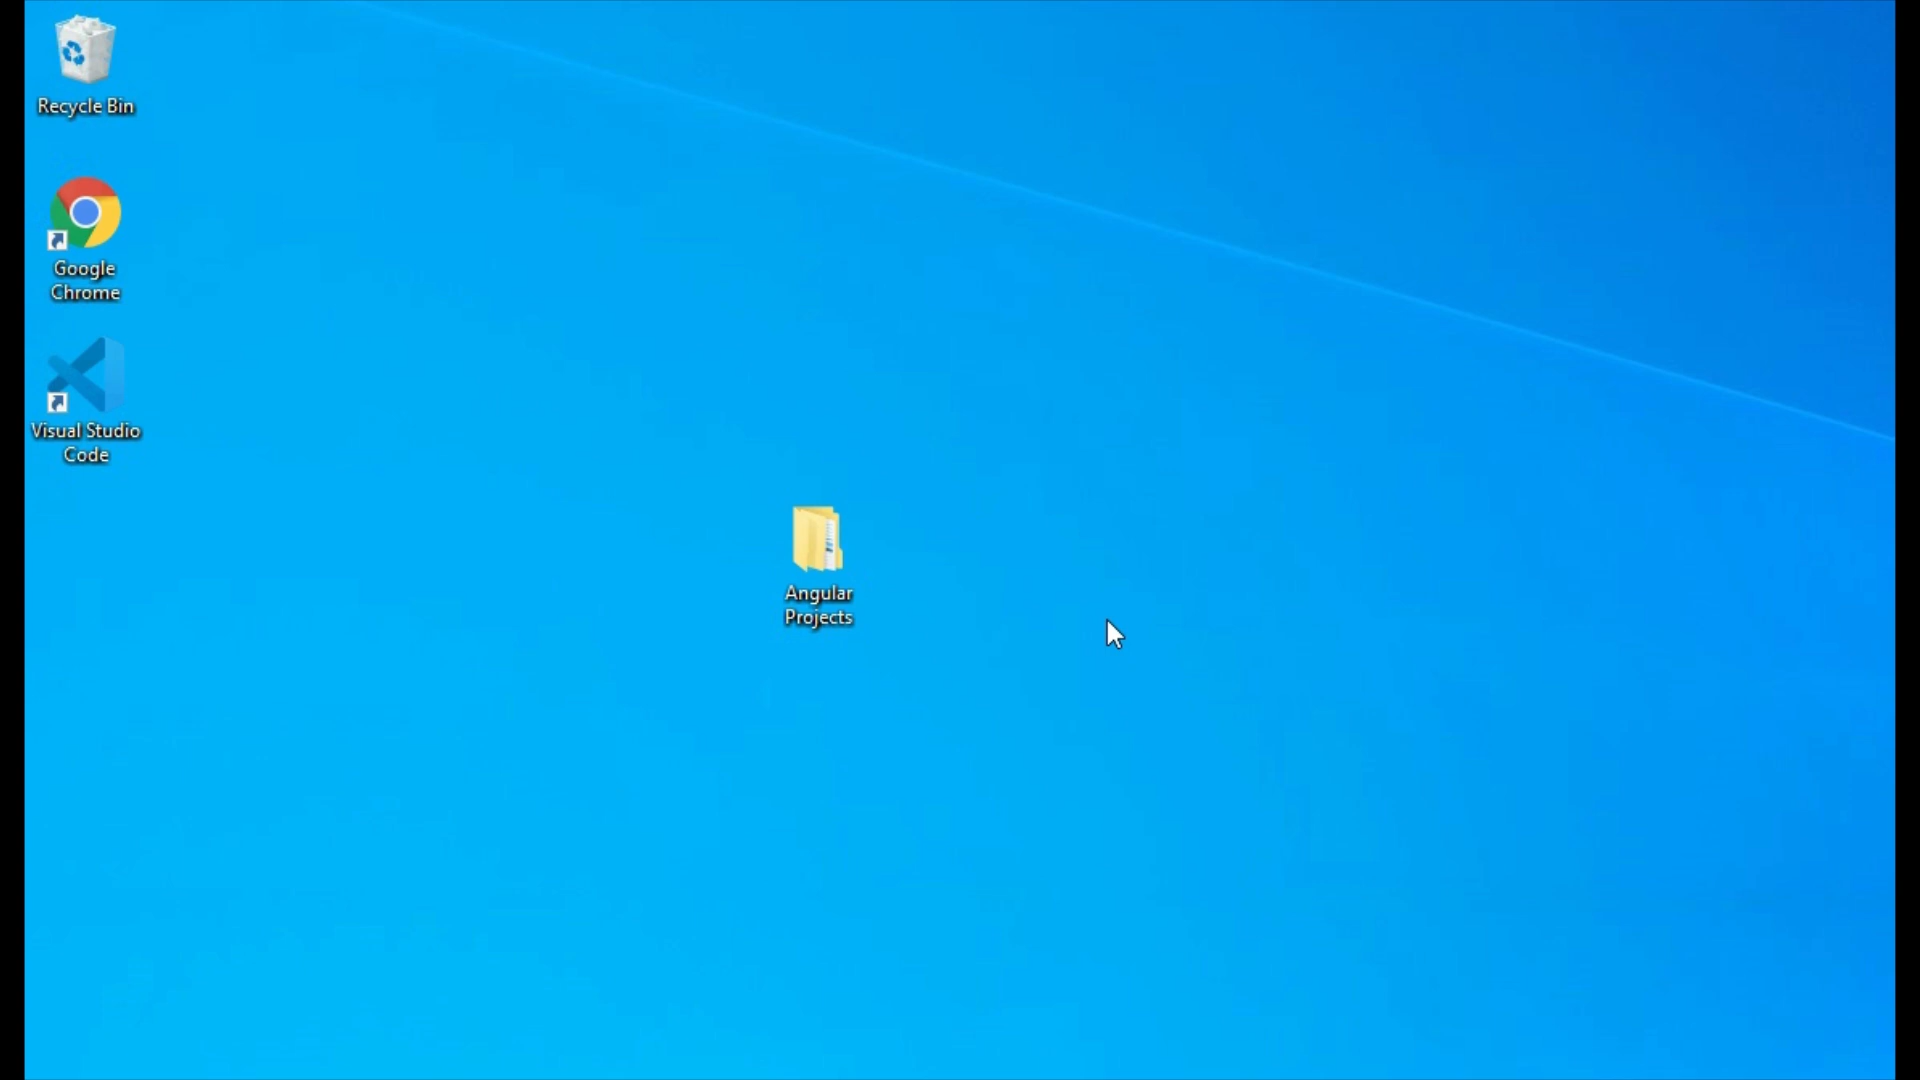 Recycle Bin
Google
Chrome
Visual Studio
Code
Angular
Projects